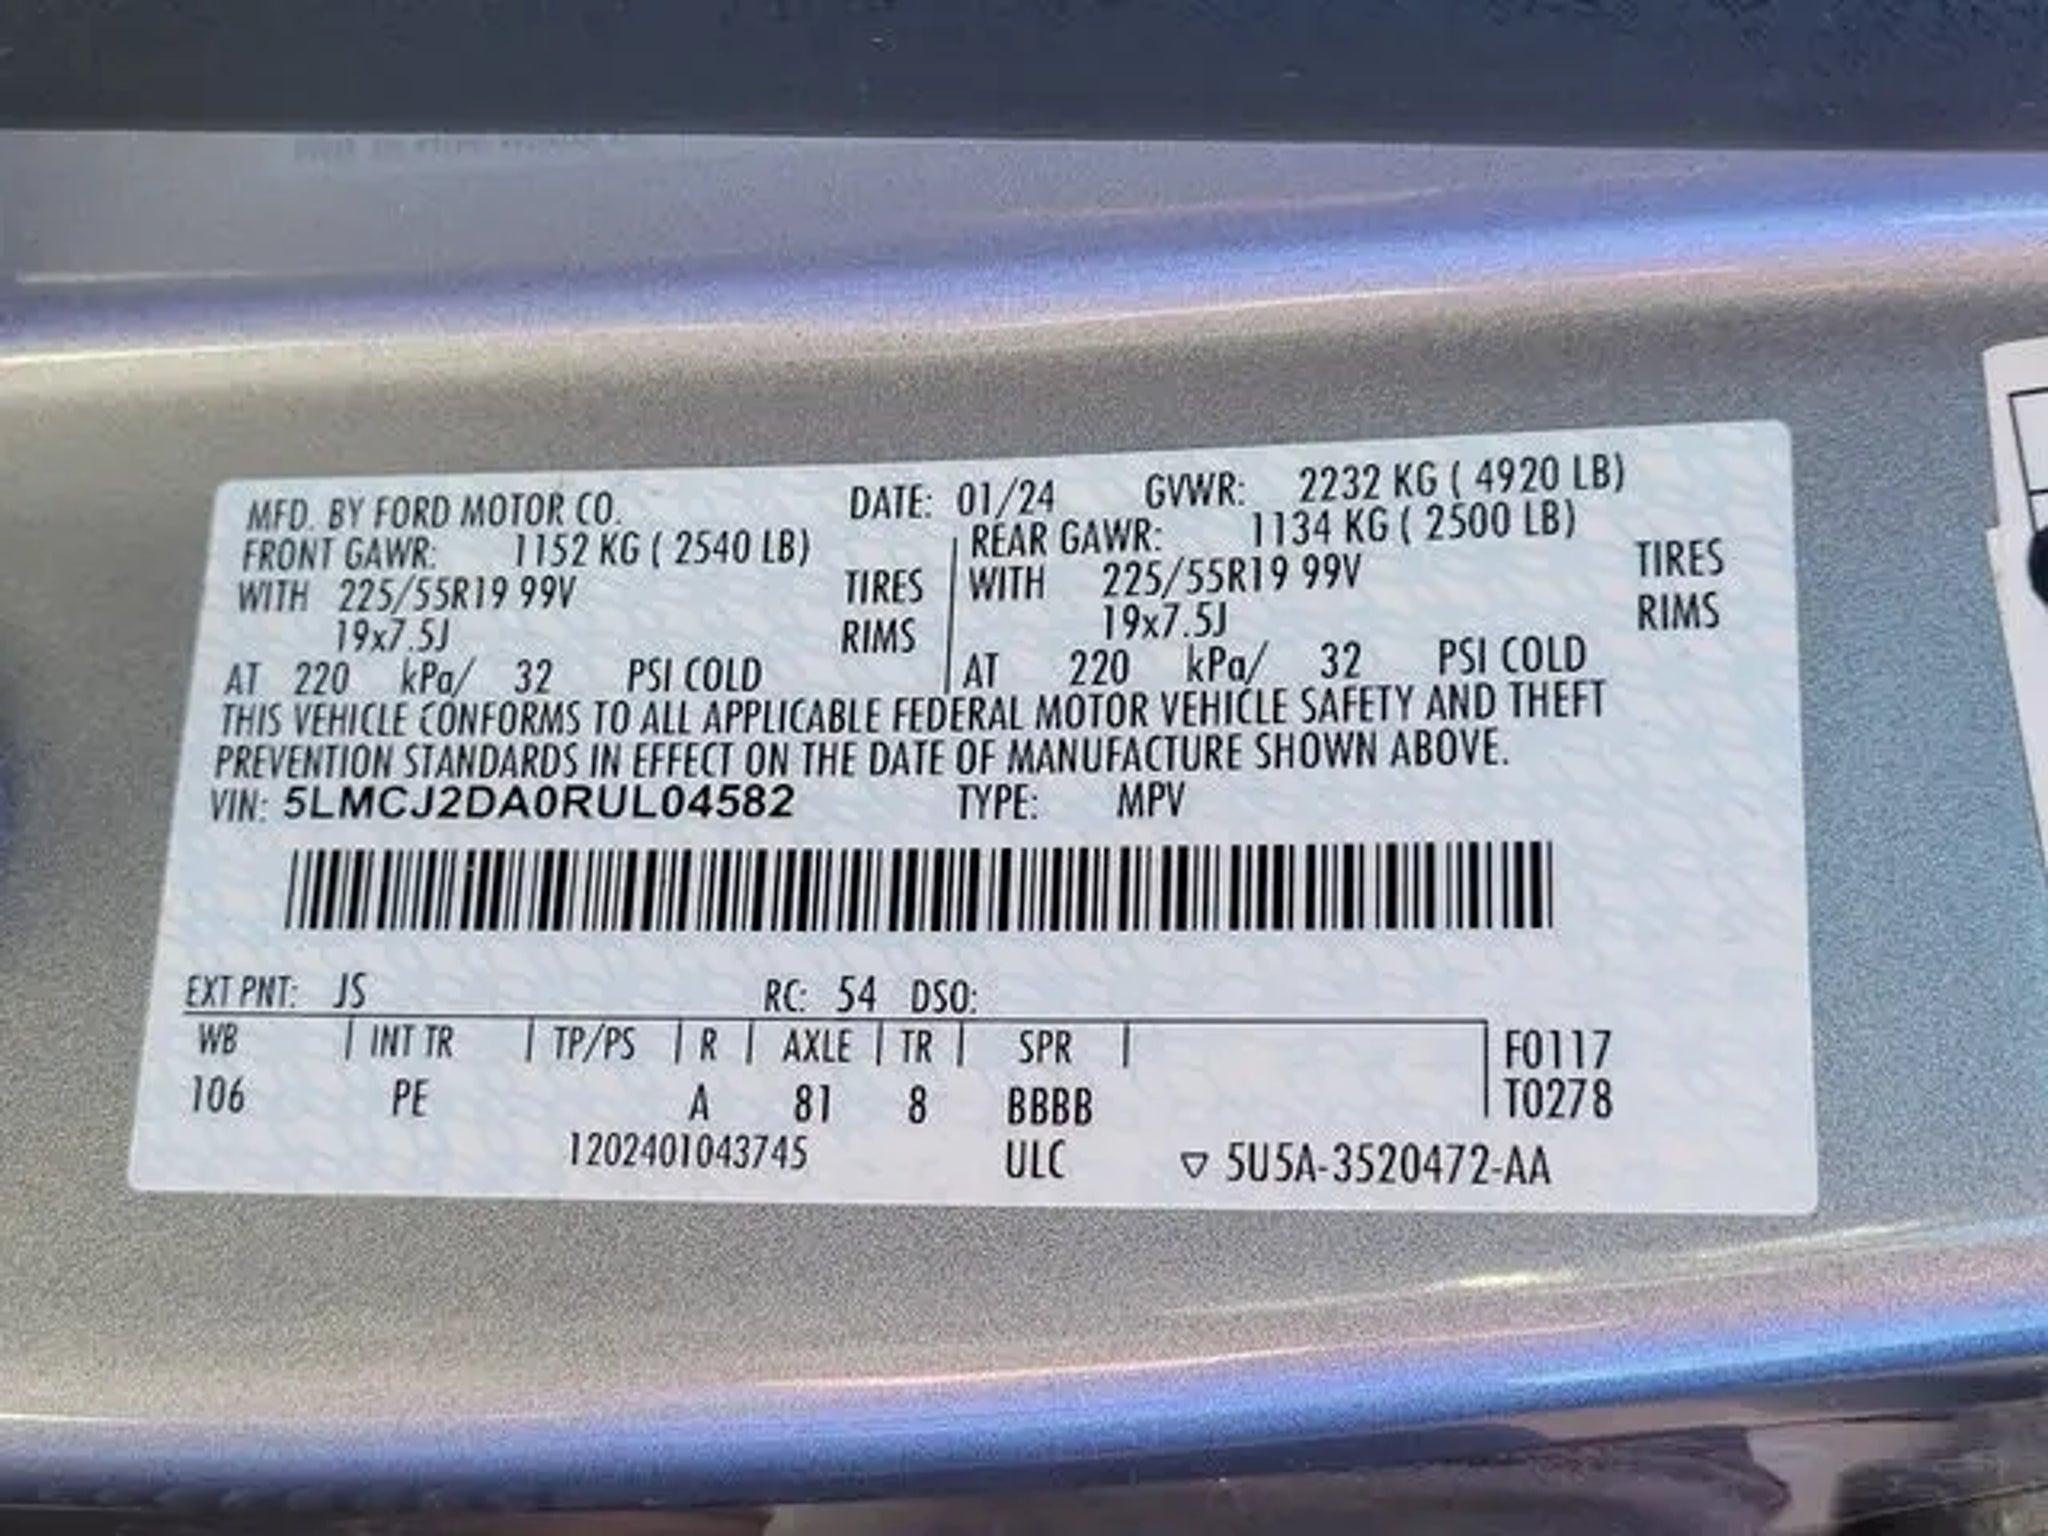 MFD. BY FORD MOTOR CO. DATE: 01/24 GVWR: 2232 KG ( 4920 LB)
FRONT GAWR: 1152 KG ( 2540 LB) REAR GAWR: 1134 KG ( 2500 LB)
WITH 225/55R19 99V TIRES WITH 225/55R19 99V TIRES
19x7.5J RIMS 19x7.5J RIMS
AT 220 kPa/ 32 PSI COLD AT 220 kPa/ 32 PSI COLD
THIS VEHICLE CONFORMS TO ALL APPLICABLE FEDERAL MOTOR VEHICLE SAFETY AND THEFT
PREVENTION STANDARDS IN EFFECT ON THE DATE OF MANUFACTURE SHOWN ABOVE.
VIN: 5LMCJ2DA0RUL04582 TYPE: MPV
EXT PNT: JS RC: 54 DSO:
WB INT TR TP/PS R AXLE TR SPR F0117
106 PE A 81 8 BBBB T0278
1202401043745 ULC ▽ 5U5A-3520472-AA